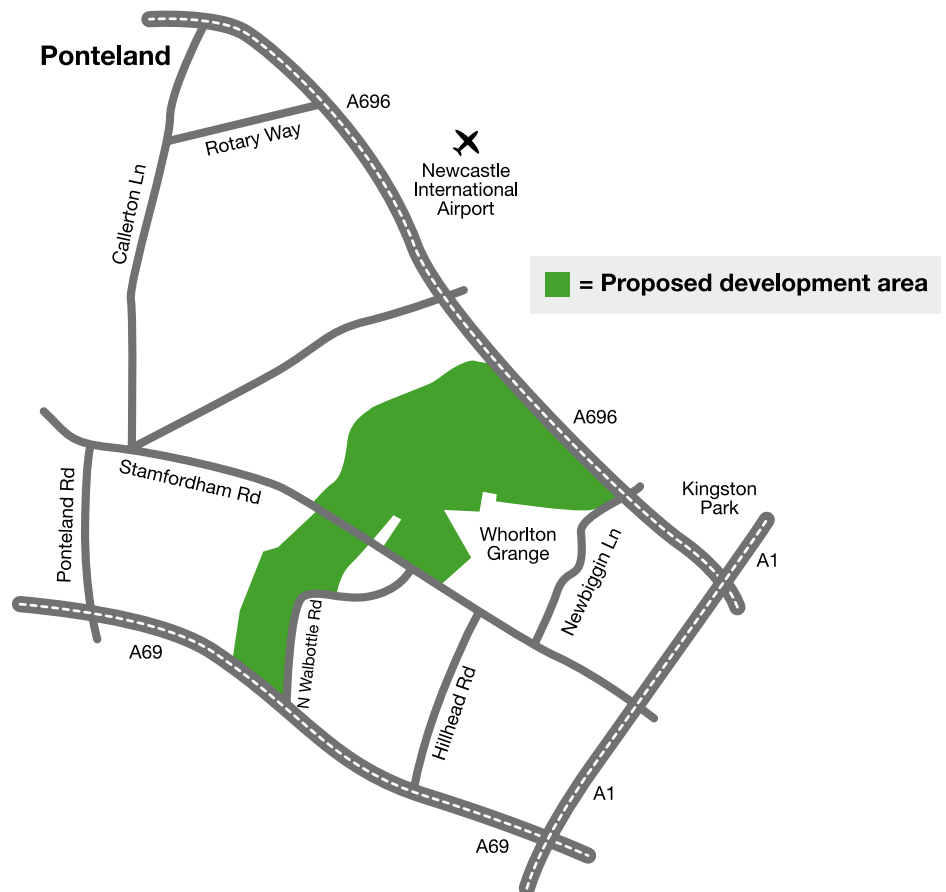 Ponteland
A696
Rotary Way
Newcastle
International
Airport
Callerton Ln
= Proposed development area
A696
Stamfordham Rd
Ponteland Rd
Kingston
Park
Whorlton
Grange
Newbiggin Ln
A1
N Walbottle Rd
A69
Hillhead Rd
A1
A69